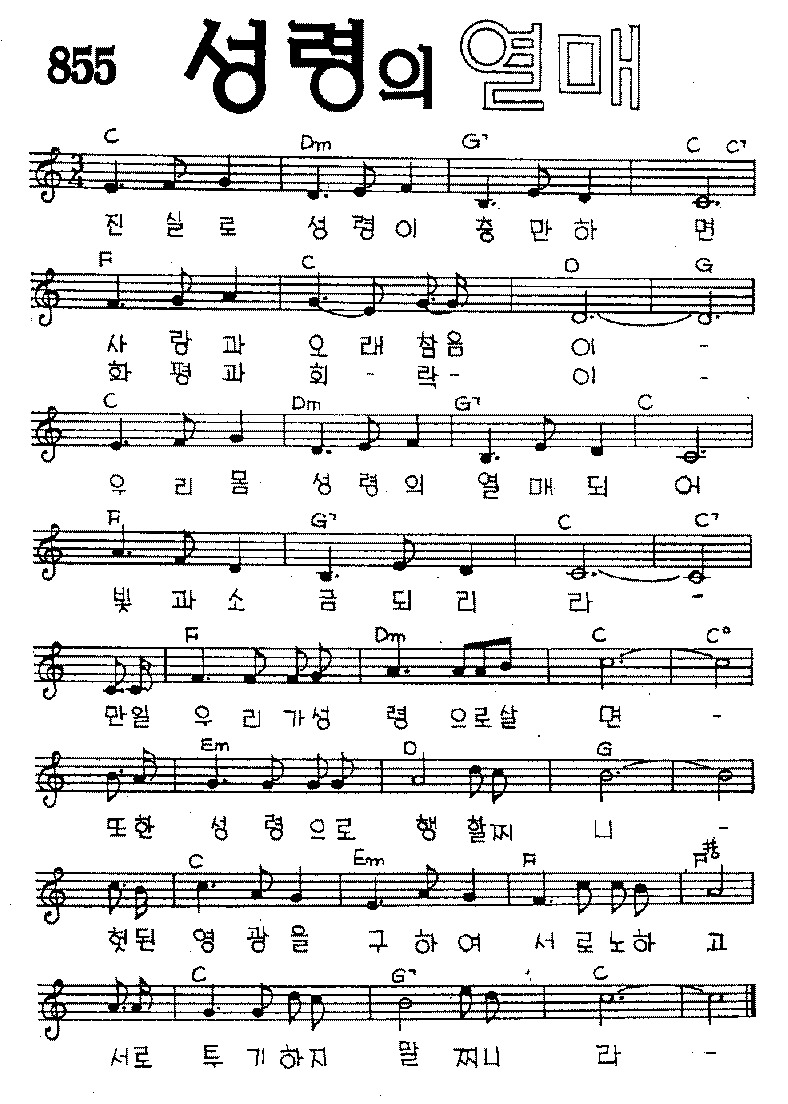 855 성령의 열매
C Dm G7 C C7
진 실 로 성 령 이 충 만 하 면
F C D G
사 랑 과 오 래 참 음 이 -
화 평 과 회 - 락 - 이 -
C Dm G7 C
우 리 몸 성 령 의 열 매 되 어
F G7 C C7
빛 과 소 금 되 리 라 -
F Dm C C°
만일 우 리 가성 령 으로살 면 -
Em D G
또한 성 령 으로 행 할찌 니 -
C Em F F#
헛된 영 광 을 구 하 여 서 로 노하 고
C G7 C
서로 투 기 하지 말 찌니 라 -